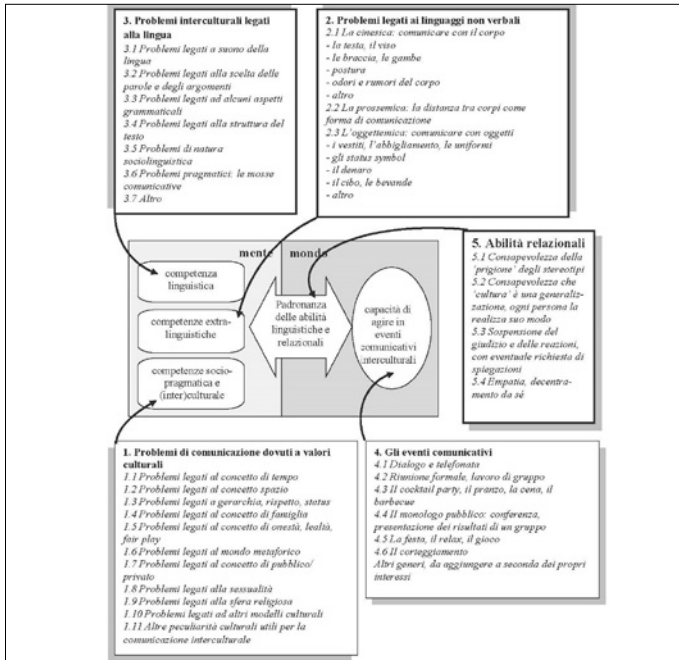 3. Problemi interculturali legati
alla lingua
3.1 Problemi legati a suono della
lingua
3.2 Problemi legati alla scelta delle
parole e degli argomenti
3.3 Problemi legati ad alcuni aspetti
grammaticali
3.4 Problemi legati alla struttura del
testo
3.5 Problemi di natura
sociolinguistica
3.6 Problemi pragmatici: le mosse
comunicative
3.7 Altro
2. Problemi legati ai linguaggi non verbali
2.1 La cinesica: comunicare con il corpo
- la testa, il viso
- le braccia, le gambe
- postura
- odori e rumori del corpo
- altro
2.2 La prossemica: la distanza tra corpi come
forma di comunicazione
2.3 L'oggettemica: comunicare con oggetti
- i vestiti, l'abbigliamento, le uniformi
- gli status symbol
- il denaro
- il cibo, le bevande
- altro
mente
mondo
competenza
linguistica
competenze extra-
linguistiche
competenze socio-
pragmatica e
(inter)culturale
Padronanza
delle abilità
linguistiche e
relazionali
capacità di
agire in
eventi
comunicativi
interculturali
5. Abilità relazionali
5.1 Consapevolezza della
'prigione' degli stereotipi
5.2 Consapevolezza che
'cultura' è una generaliz-
zazione, ogni persona la
realizza suo modo
5.3 Sospensione del
giudizio e delle reazioni,
con eventuale richiesta di
spiegazioni
5.4 Empatia, decentra-
mento da sé
1. Problemi di comunicazione dovuti a valori
culturali
1.1 Problemi legati al concetto di tempo
1.2 Problemi legati al concetto spazio
1.3 Problemi legati a gerarchia, rispetto, status
1.4 Problemi legati al concetto di famiglia
1.5 Problemi legati al concetto di onestà, lealtà,
fair play
1.6 Problemi legati al mondo metaforico
1.7 Problemi legati al concetto di pubblico/
privato
1.8 Problemi legati alla sessualità
1.9 Problemi legati alla sfera religiosa
1.10 Problemi legati ad altri modelli culturali
1.11 Altre peculiarità culturali utili per la
comunicazione interculturale
4. Gli eventi comunicativi
4.1 Dialogo e telefonata
4.2 Riunione formale, lavoro di gruppo
4.3 Il cocktail party, il pranzo, la cena, il
barbecue
4.4 Il monologo pubblico: conferenza,
presentazione dei risultati di un gruppo
4.5 La festa, il relax, il gioco
4.6 Il corteggiamento
Altri generi, da aggiungere a seconda dei propri
interessi